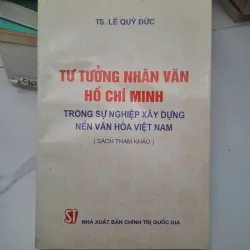 TS. LÊ QUÝ ĐỨC
TƯ TƯỞNG NHÂN VĂN
HỒ CHÍ MINH
TRONG SỰ NGHIỆP XÂY DỰNG
NỀN VĂN HÓA VIỆT NAM
( SÁCH THAM KHẢO )
ST NHÀ XUẤT BẢN CHÍNH TRỊ QUỐC GIA